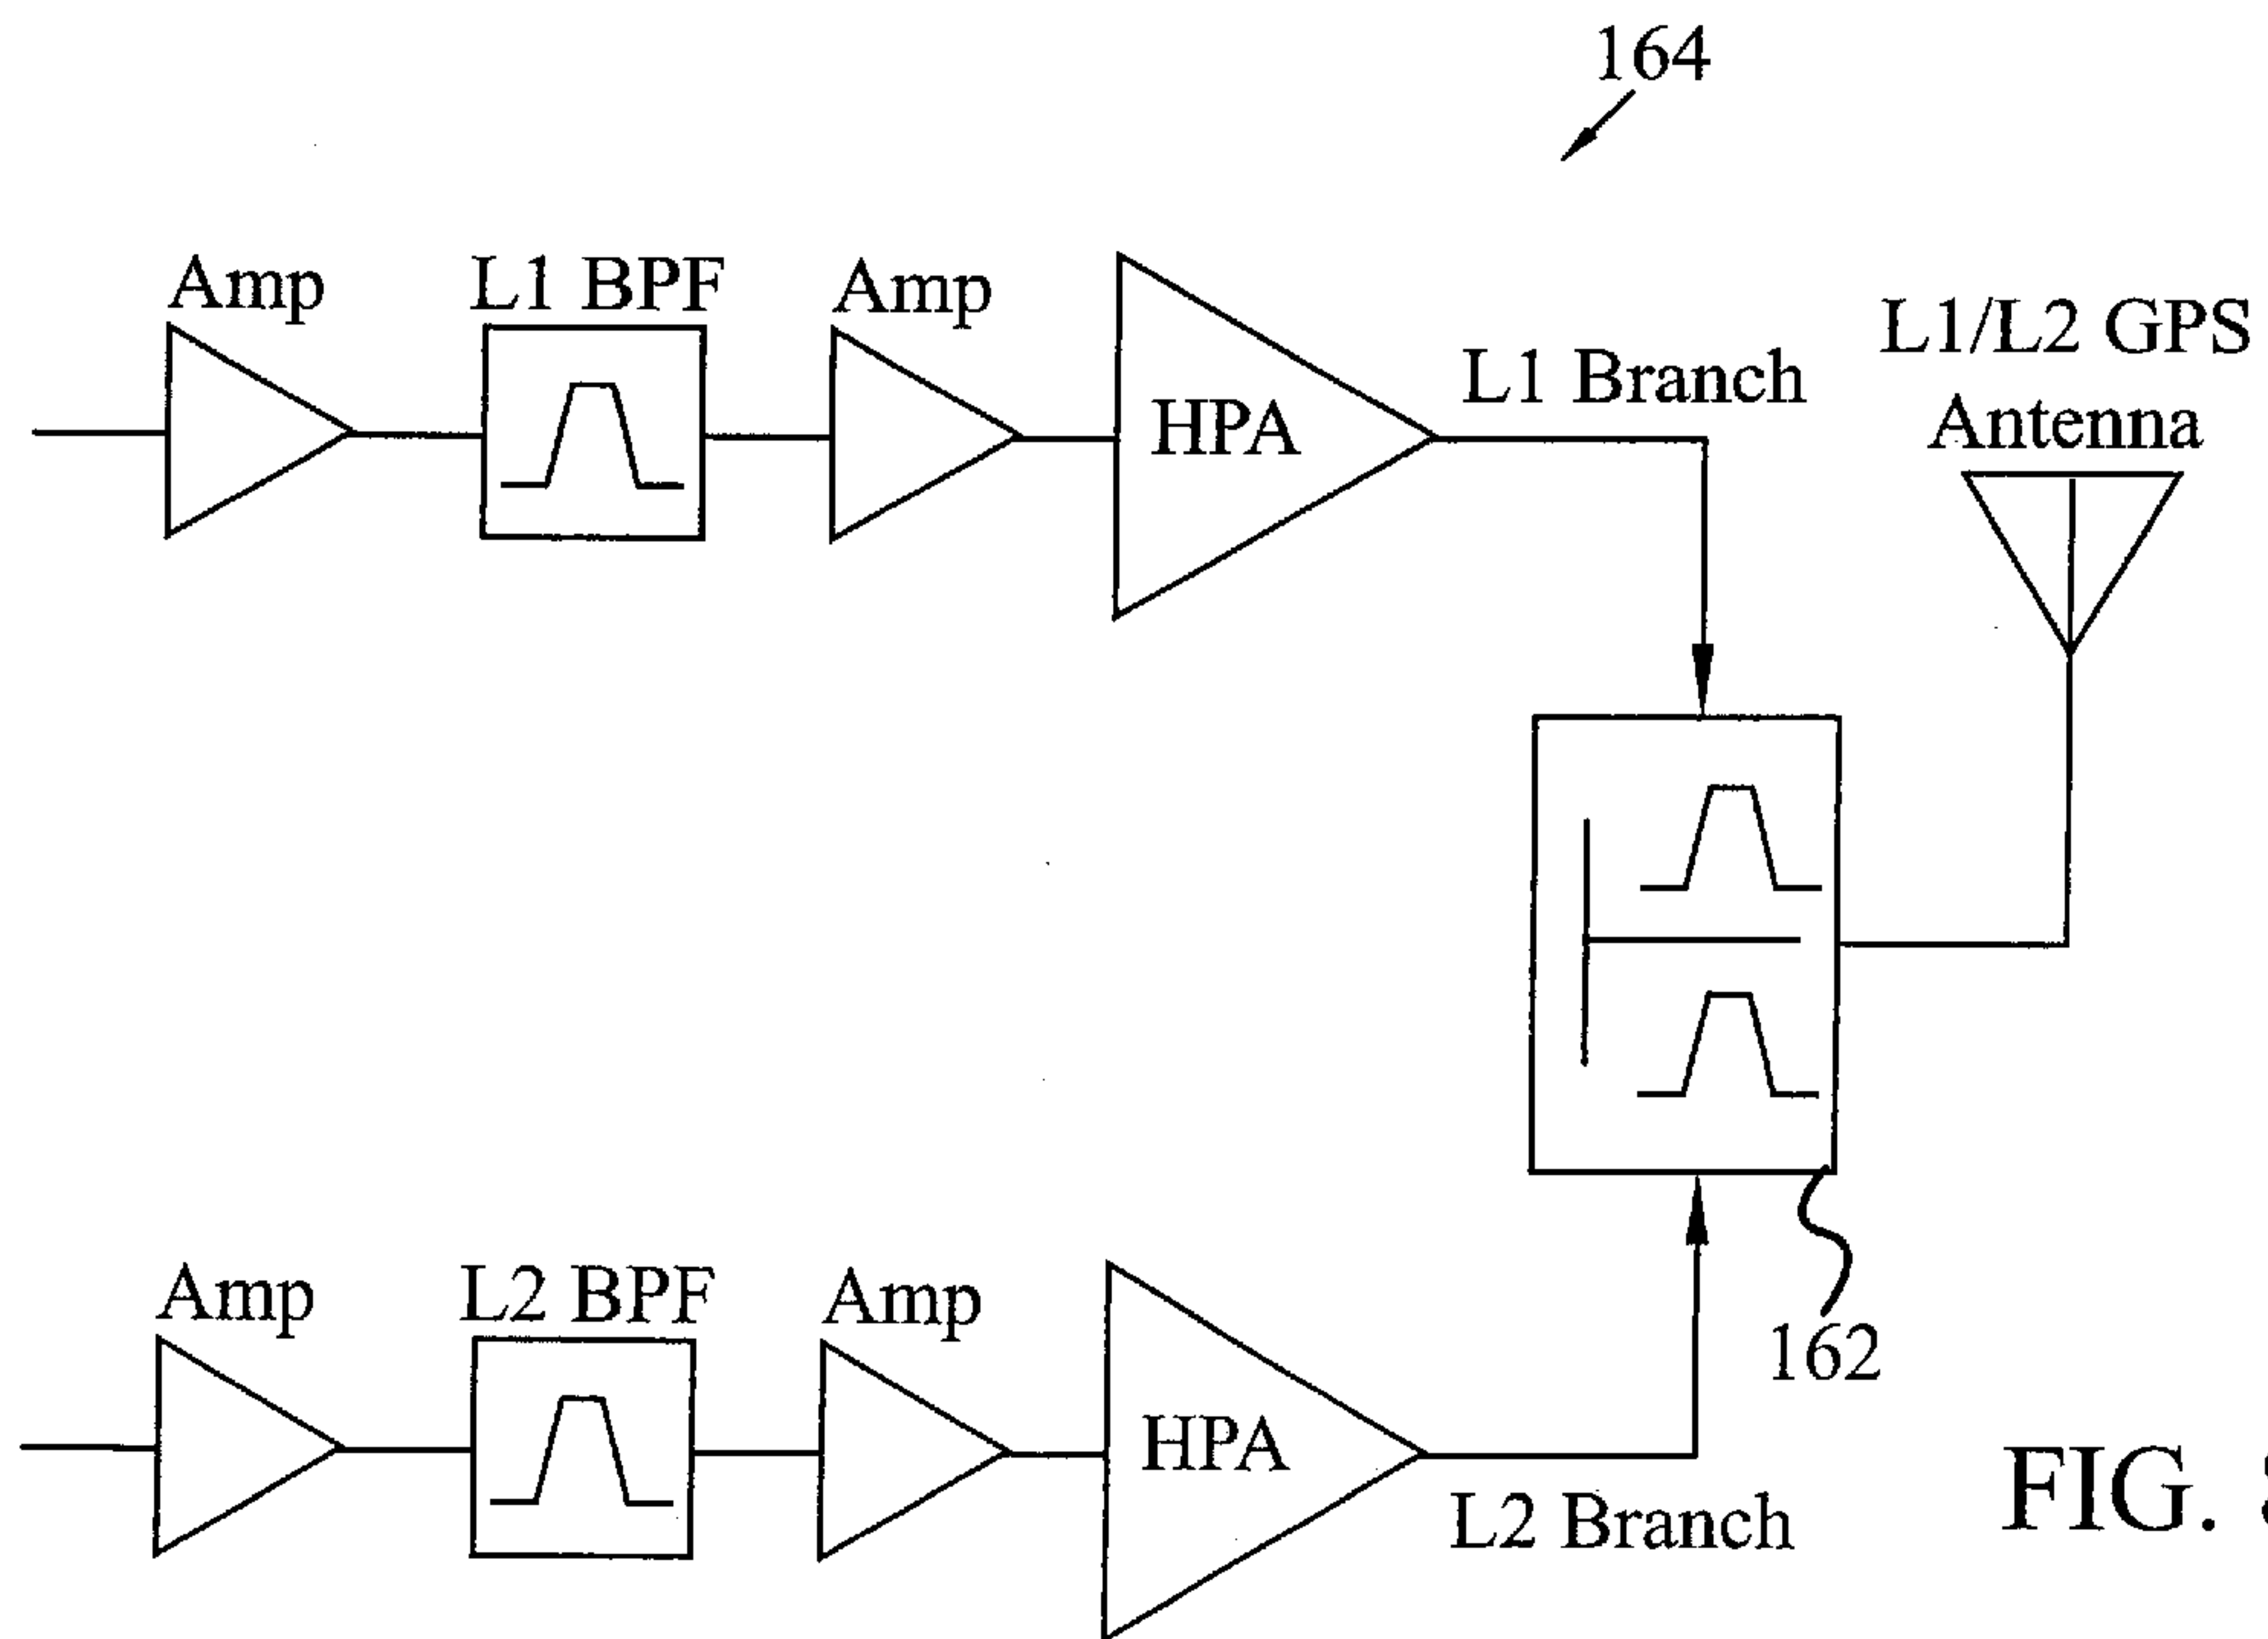 164
Amp
L1 BPF
Amp
HPA
L1 Branch
L1/L2 GPS
Antenna
162
Amp
L2 BPF
Amp
HPA
L2 Branch
FIG.